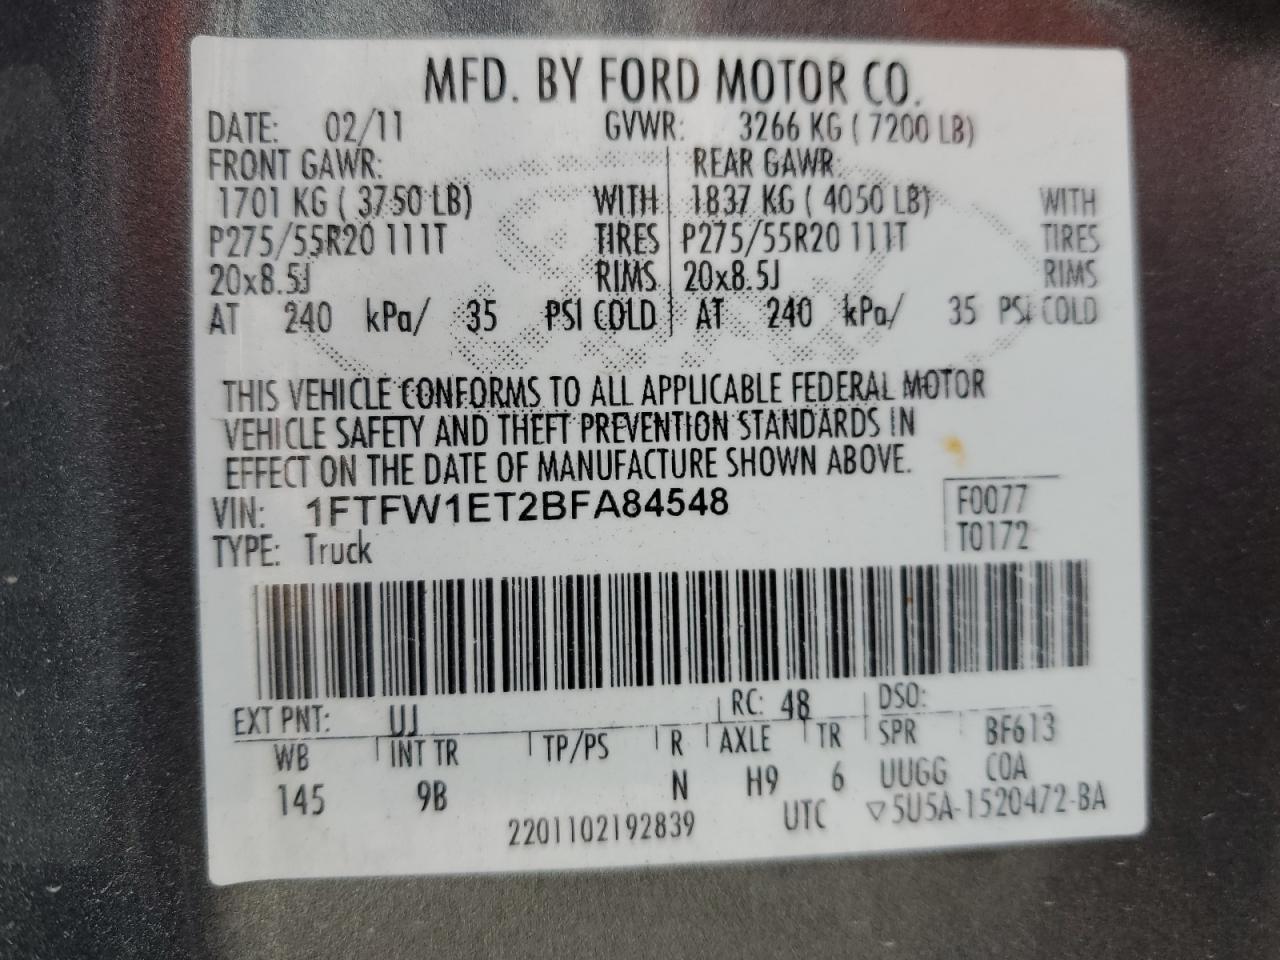 MFD. BY FORD MOTOR CO.
DATE: 02/11 GVWR: 3266 KG ( 7200 LB)
FRONT GAWR: REAR GAWR:
1701 KG ( 3750 LB) WITH 1837 KG ( 4050 LB) WITH
P275/55R20 111T TIRES P275/55R20 111T TIRES
20x8.5J RIMS 20x8.5J RIMS
AT 240 kPa/ 35 PSI COLD AT 240 kPa/ 35 PSI COLD
THIS VEHICLE CONFORMS TO ALL APPLICABLE FEDERAL MOTOR
VEHICLE SAFETY AND THEFT PREVENTION STANDARDS IN
EFFECT ON THE DATE OF MANUFACTURE SHOWN ABOVE.
VIN: 1FTFW1ET2BFA84548 F0077
TYPE: Truck T0172
EXT PNT: UJ RC: 48 DSO:
WB INT TR TP/PS R AXLE TR SPR BF613
145 9B N H9 6 UUGG COA
2201102192839 UTC ▽5U5A-1520472-BA